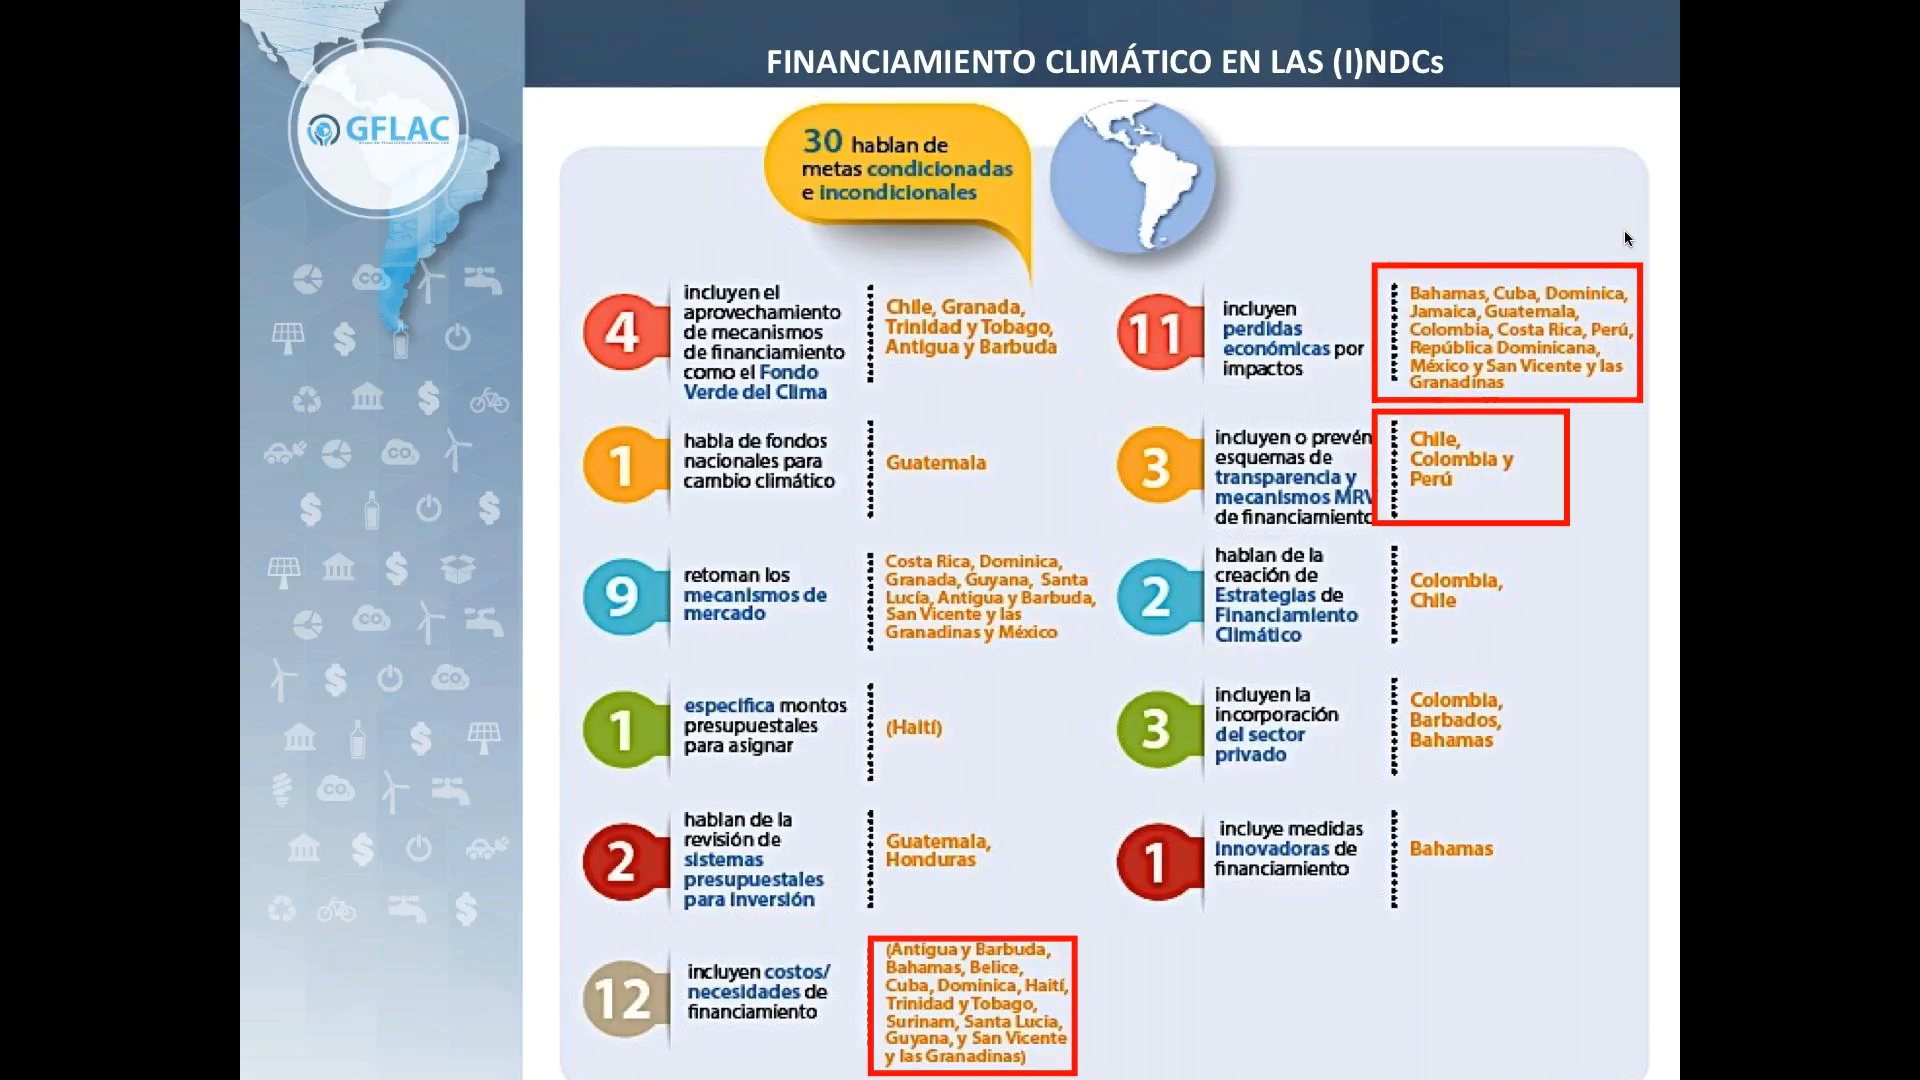 FINANCIAMIENTO CLIMÁTICO EN LAS (I)NDCs
GFLAC
30 hablan de
metas condicionadas
e incondicionales
4
incluyen el
aprovechamiento
de mecanismos
de financiamiento
como el Fondo
Verde del Clima
Chile, Granada,
Trinidad y Tobago,
Antigua y Barbuda
1
habla de fondos
nacionales para
cambio climático
Guatemala
9
retoman los
mecanismos de
mercado
Costa Rica, Dominica,
Granada, Guyana, Santa
Lucía, Antigua y Barbuda,
San Vicente y las
Granadinas y México
1
especifica montos
presupuestales
para asignar
(Haití)
2
hablan de la
revisión de
sistemas
presupuestales
para inversión
Guatemala,
Honduras
12
incluyen costos/
necesidades de
financiamiento
(Antigua y Barbuda,
Bahamas, Belice,
Cuba, Dominica, Haití,
Trinidad y Tobago,
Surinam, Santa Lucia,
Guyana, y San Vicente
y las Granadinas)
11
incluyen
perdidas
económicas por
impactos
Bahamas, Cuba, Dominica,
Jamaica, Guatemala,
Colombia, Costa Rica, Perú,
República Dominicana,
México y San Vicente y las
Granadinas
3
incluyen o prevén
esquemas de
transparencia y
mecanismos MRV
de financiamiento
Chile,
Colombia y
Perú
2
hablan de la
creación de
Estrategias de
Financiamiento
Climático
Colombia,
Chile
3
incluyen la
incorporación
del sector
privado
Colombia,
Barbados,
Bahamas
1
incluye medidas
innovadoras de
financiamiento
Bahamas
CO₂
CO₂
CO₂
CO₂
CO₂